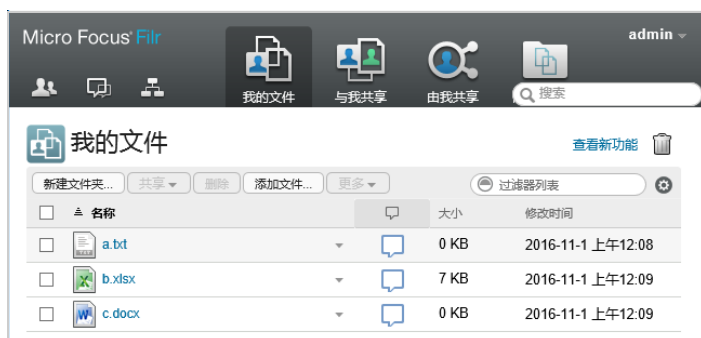 Micro Focus Filr
admin
我的文件
与我共享
由我共享
搜索
我的文件
查看新功能
新建文件夹... 共享 删除 添加文件... 更多 过滤器列表
名称 大小 修改时间
a.txt 0 KB 2016-11-1 上午12:08
b.xlsx 7 KB 2016-11-1 上午12:09
c.docx 0 KB 2016-11-1 上午12:09